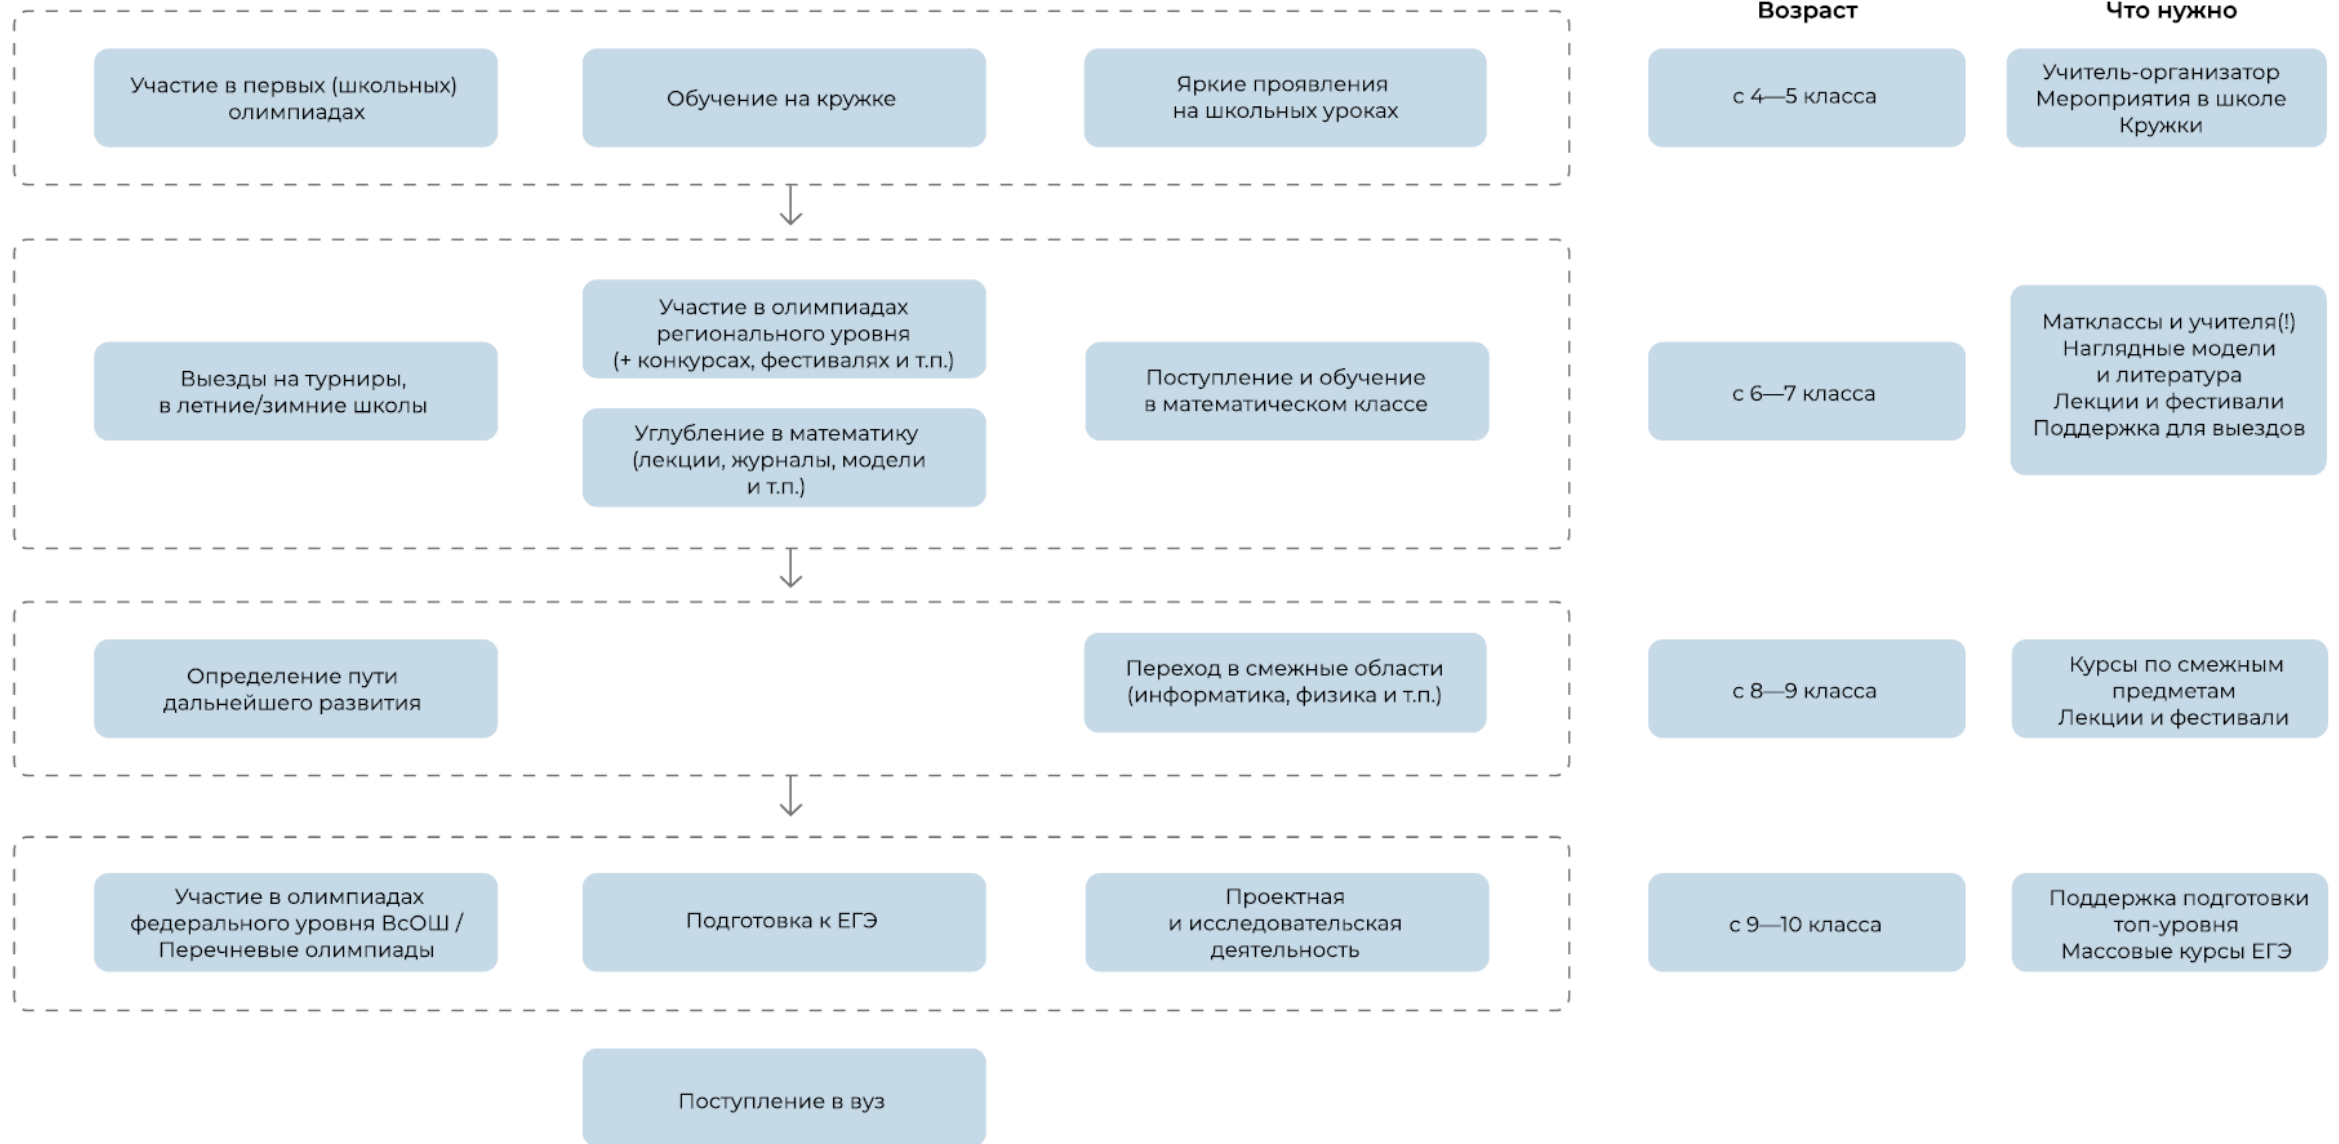 Возраст
Что нужно
Участие в первых (школьных)
олимпиадах
Обучение на кружке
Яркие проявления
на школьных уроках
с 4—5 класса
Учитель-организатор
Мероприятия в школе
Кружки
Выезды на турниры,
в летние/зимние школы
Участие в олимпиадах
регионального уровня
(+ конкурсах, фестивалях и т.п.)
Углубление в математику
(лекции, журналы, модели
и т.п.)
Поступление и обучение
в математическом классе
с 6—7 класса
Матклассы и учителя(!)
Наглядные модели
и литература
Лекции и фестивали
Поддержка для выездов
Определение пути
дальнейшего развития
Переход в смежные области
(информатика, физика и т.п.)
с 8—9 класса
Курсы по смежным
предметам
Лекции и фестивали
Участие в олимпиадах
федерального уровня ВсОШ /
Перечневые олимпиады
Подготовка к ЕГЭ
Проектная
и исследовательская
деятельность
с 9—10 класса
Поддержка подготовки
топ-уровня
Массовые курсы ЕГЭ
Поступление в вуз